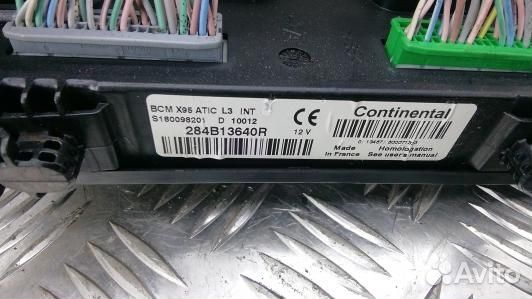 BCM X95 ATIC L3 INT
S180098201 D 10012
284B13640R
12 V
CE
Continental
Made in France
Homologation
See user's manual
Avito